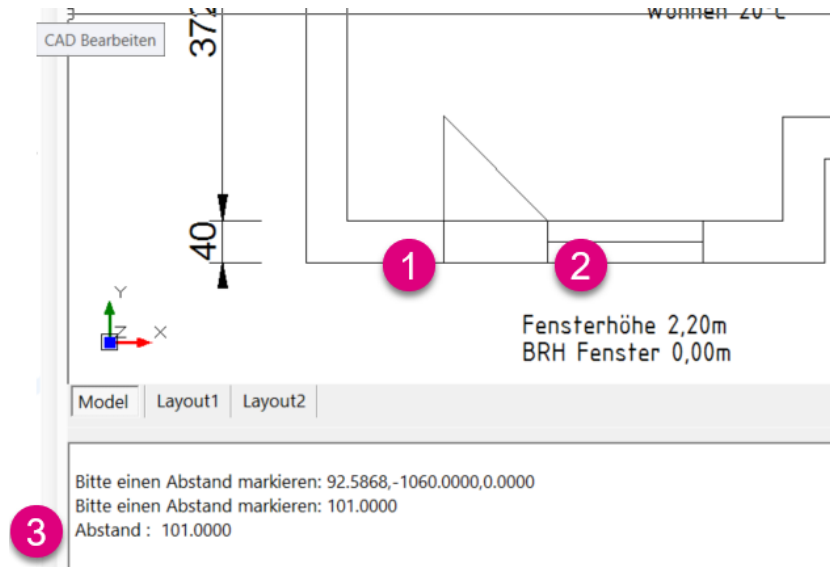 Wohnen 20°C
CAD Bearbeiten
40
1
2
Y
Z
X
Fensterhöhe 2,20m
BRH Fenster 0,00m
Model Layout1 Layout2
Bitte einen Abstand markieren: 92.5868,-1060.0000,0.0000
Bitte einen Abstand markieren: 101.0000
3 Abstand : 101.0000